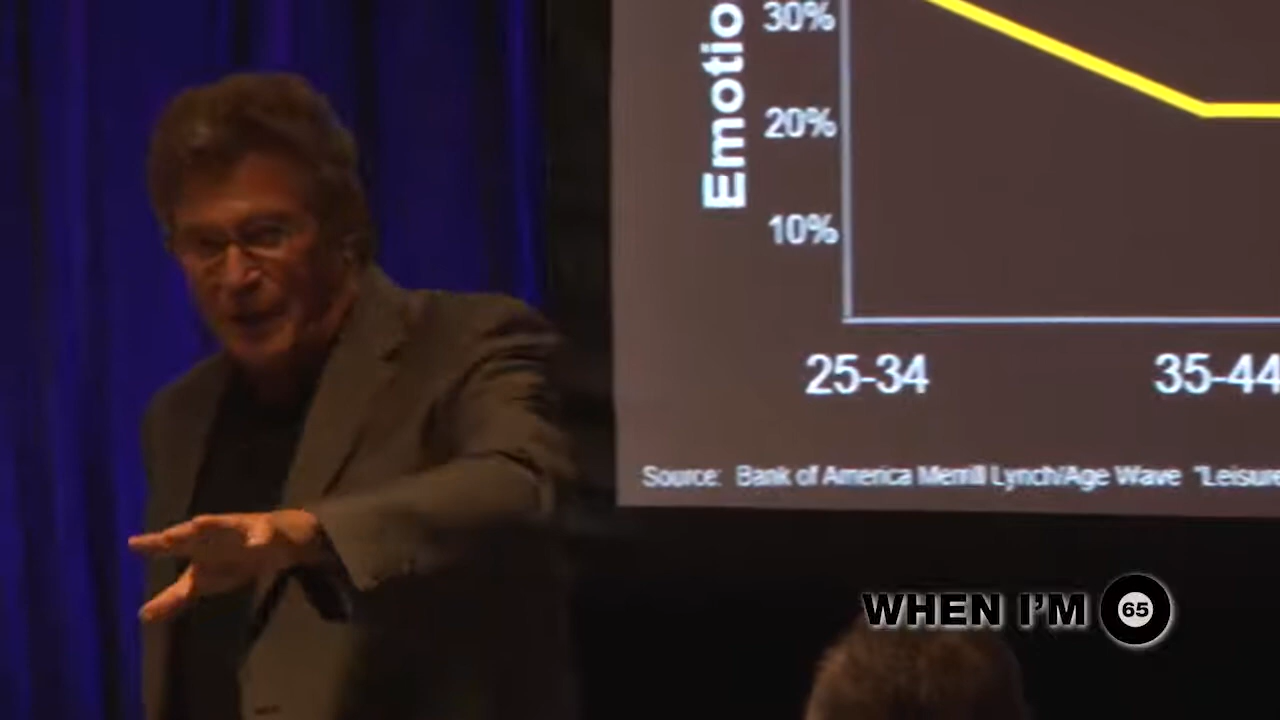 Emotio
30%
20%
10%
25-34
35-44
Source: Bank of America Merrill Lynch/Age Wave "Leisure
WHEN I'M 65